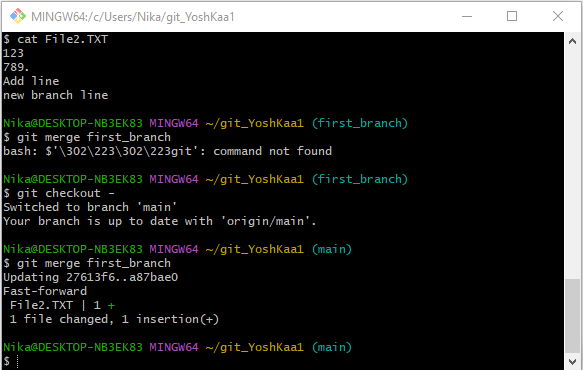 MINGW64:/c/Users/Nika/git_YoshKaa1
$ cat File2.TXT
123
789.
Add line
new branch line
Nika@DESKTOP-NB3EK83 MINGW64 ~/git_YoshKaa1 (first_branch)
$ git merge first_branch
bash: $'\302\223\302\223git': command not found
Nika@DESKTOP-NB3EK83 MINGW64 ~/git_YoshKaa1 (first_branch)
$ git checkout -
Switched to branch 'main'
Your branch is up to date with 'origin/main'.
Nika@DESKTOP-NB3EK83 MINGW64 ~/git_YoshKaa1 (main)
$ git merge first_branch
Updating 27613f6..a87bae0
Fast-forward
File2.TXT | 1 +
1 file changed, 1 insertion(+)
Nika@DESKTOP-NB3EK83 MINGW64 ~/git_YoshKaa1 (main)
$